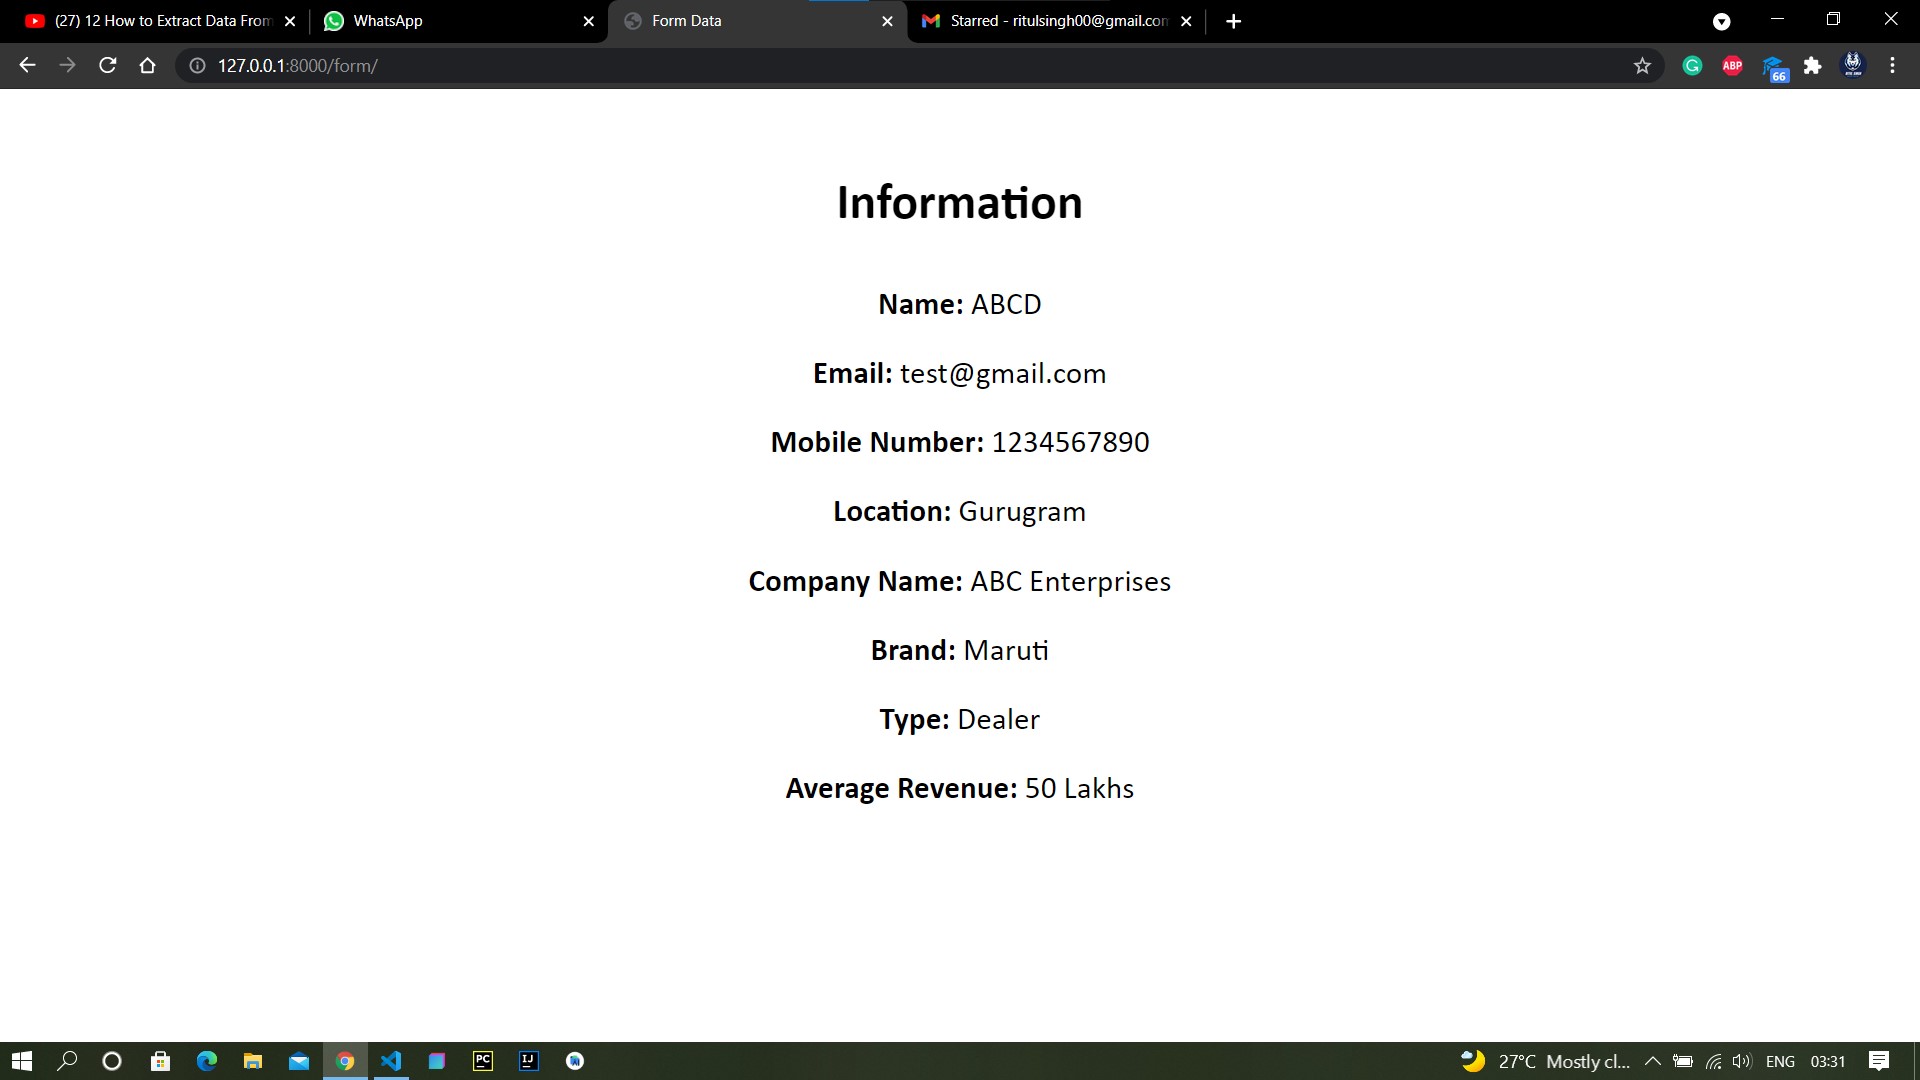 (27) 12 How to Extract Data From
WhatsApp
Form Data
Starred - ritulsingh00@gmail.com
127.0.0.1:8000/form/
ABP
66
Information
Name: ABCD
Email: test@gmail.com
Mobile Number: 1234567890
Location: Gurugram
Company Name: ABC Enterprises
Brand: Maruti
Type: Dealer
Average Revenue: 50 Lakhs
PC
IJ
27°C Mostly cl...
ENG
03:31